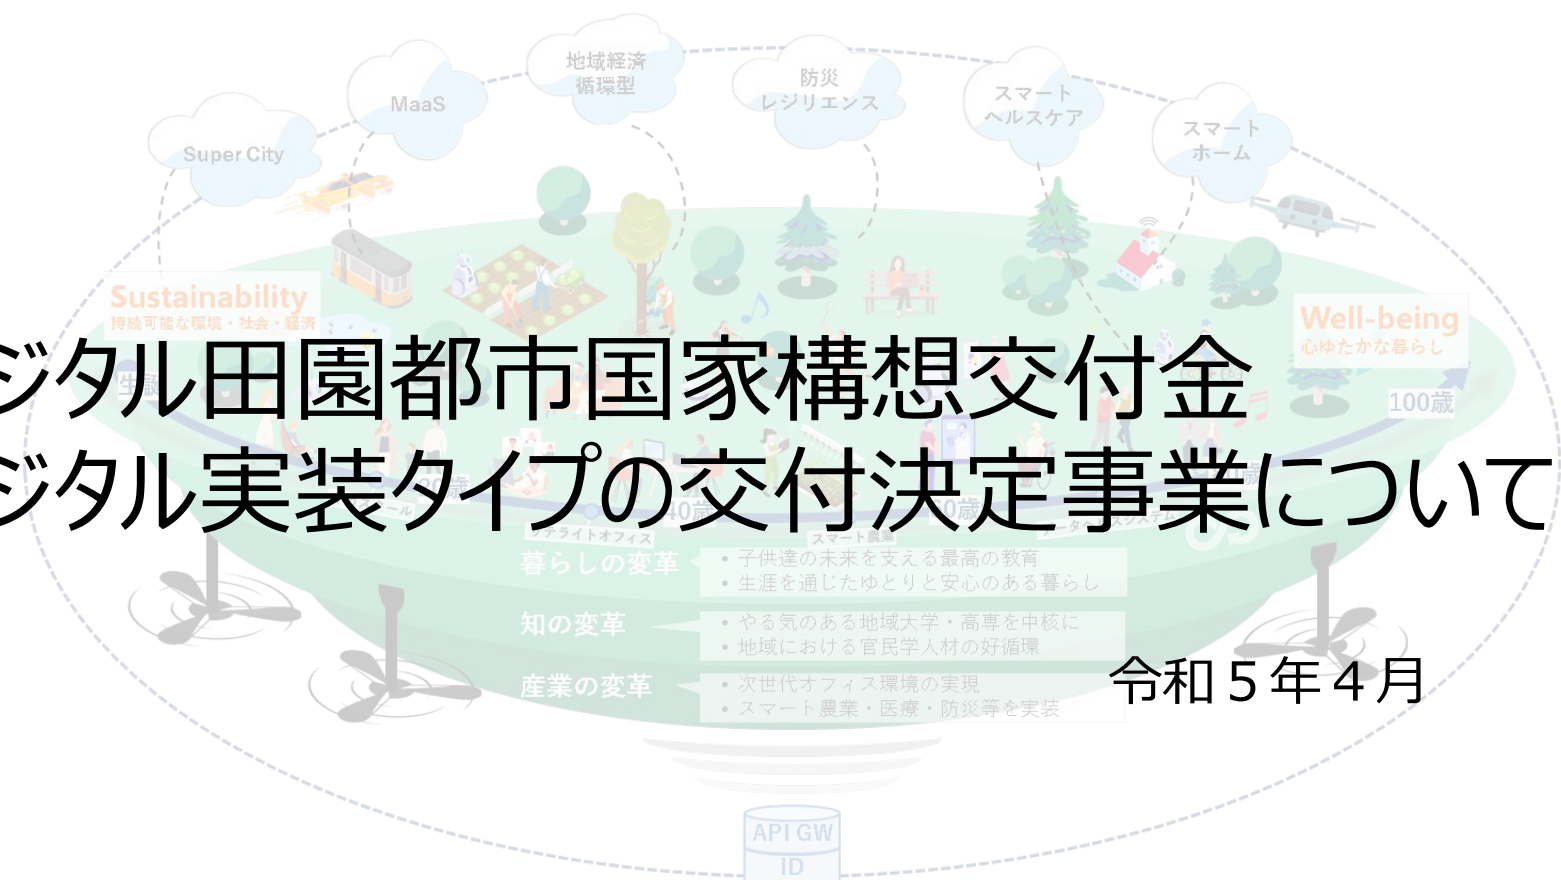 地域経済
循環型
MaaS
防災
レジリエンス
スマート
ヘルスケア
スマート
ホーム
Super City
Sustainability
持続可能な環境・社会・経済
Well-being
心ゆたかな暮らし
ジタル田園都市国家構想交付金
100歳
ジタル実装タイプの交付決定事業について
40歳
サテライトオフィス
スマート農業
暮らしの変革
• 子供達の未来を支える最高の教育
• 生涯を通じたゆとりと安心のある暮らし
知の変革
• やる気のある地域大学・高専を中核に
• 地域における官民学人材の好循環
産業の変革
• 次世代オフィス環境の実現
• スマート農業・医療・防災等を実装
令和５年４月
API GW
ID